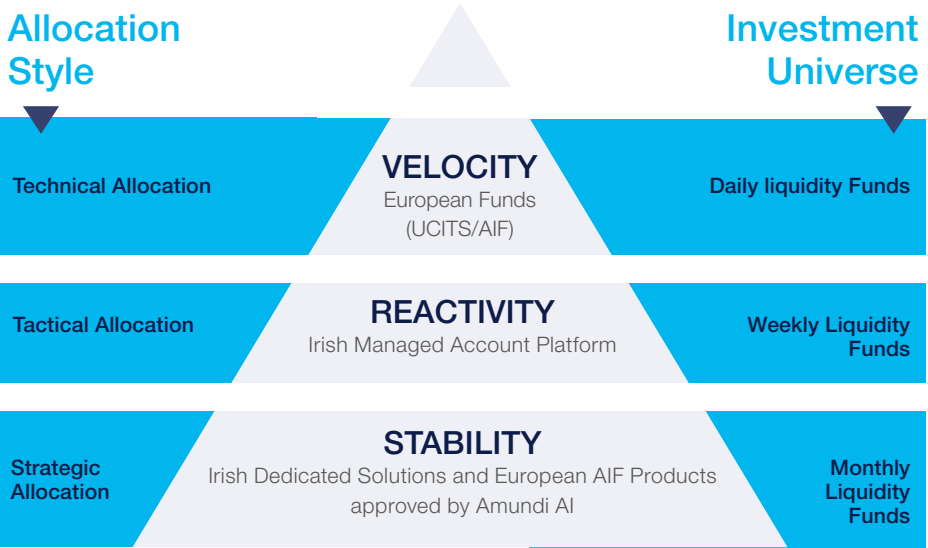 Allocation
Style
Investment
Universe
Technical Allocation
VELOCITY
European Funds
(UCITS/AIF)
Daily liquidity Funds
Tactical Allocation
REACTIVITY
Irish Managed Account Platform
Weekly Liquidity
Funds
Strategic
Allocation
STABILITY
Irish Dedicated Solutions and European AIF Products
approved by Amundi AI
Monthly
Liquidity
Funds